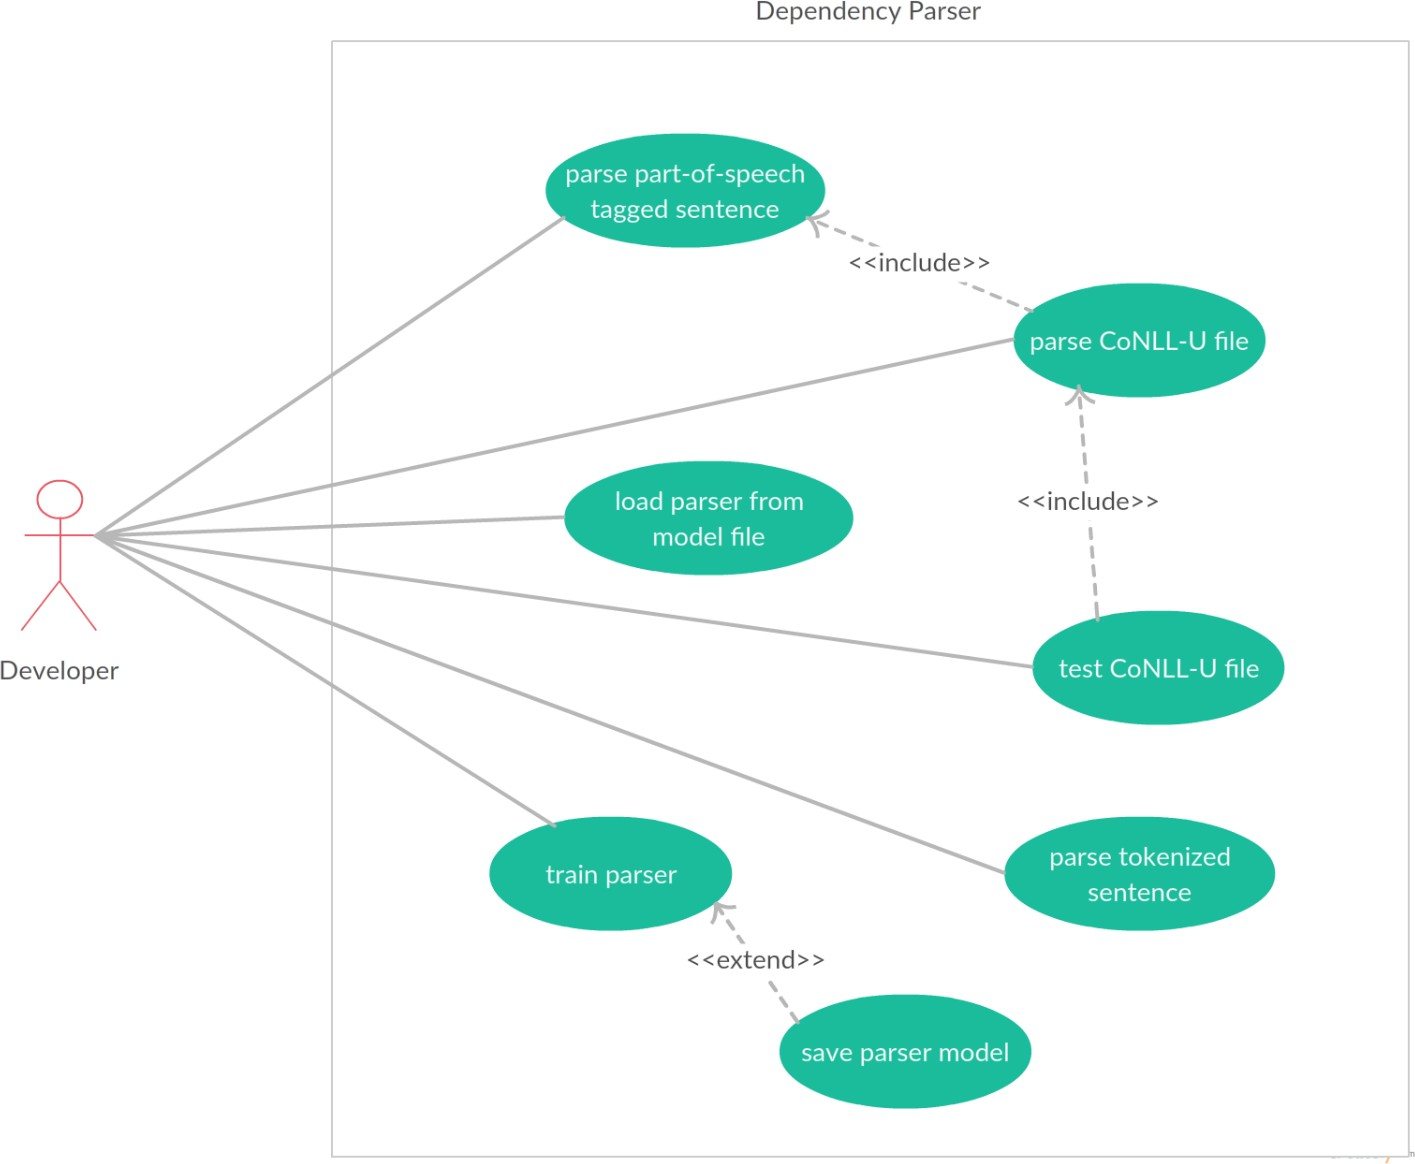 Dependency Parser
parse part-of-speech
tagged sentence
<<include>>
parse CoNLL-U file
load parser from
model file
<<include>>
Developer
test CoNLL-U file
train parser
parse tokenized
sentence
<<extend>>
save parser model